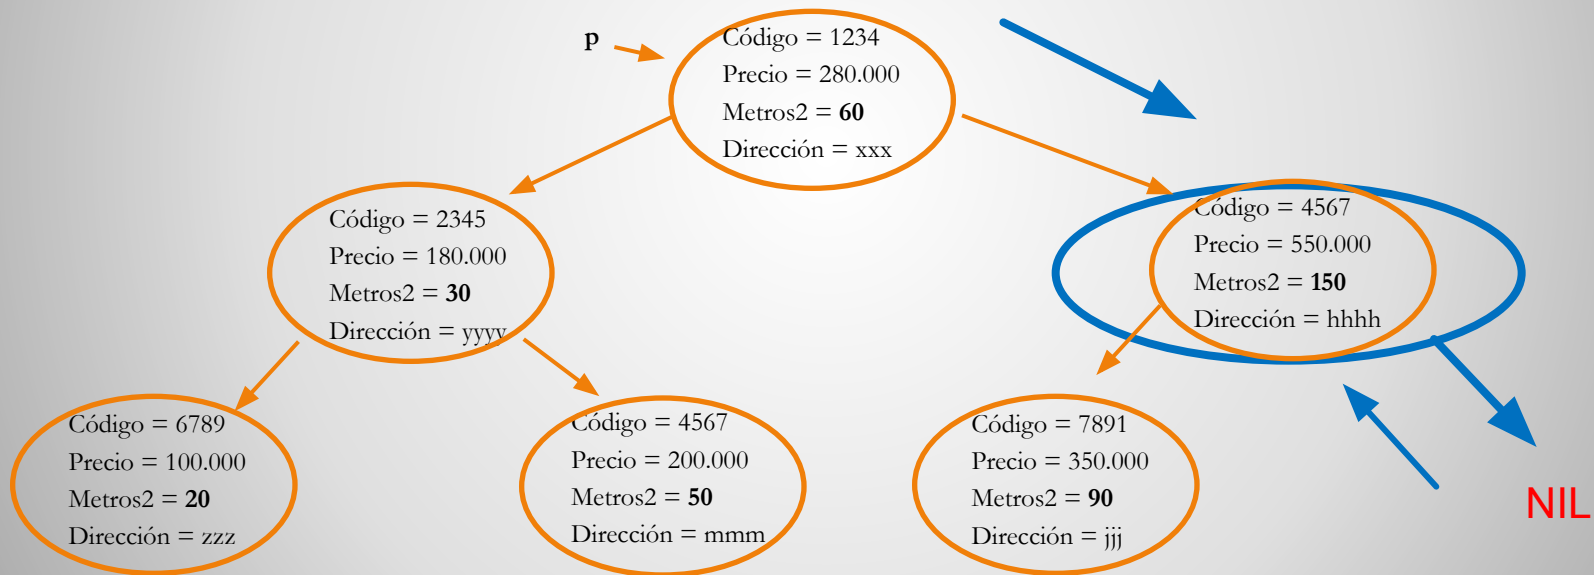 p
Código = 1234
Precio = 280.000
Metros2 = 60
Dirección = xxx
Código = 2345
Precio = 180.000
Metros2 = 30
Dirección = yyyy
Código = 4567
Precio = 550.000
Metros2 = 150
Dirección = hhhh
Código = 6789
Precio = 100.000
Metros2 = 20
Dirección = zzz
Código = 4567
Precio = 200.000
Metros2 = 50
Dirección = mmm
Código = 7891
Precio = 350.000
Metros2 = 90
Dirección = jjj
NIL